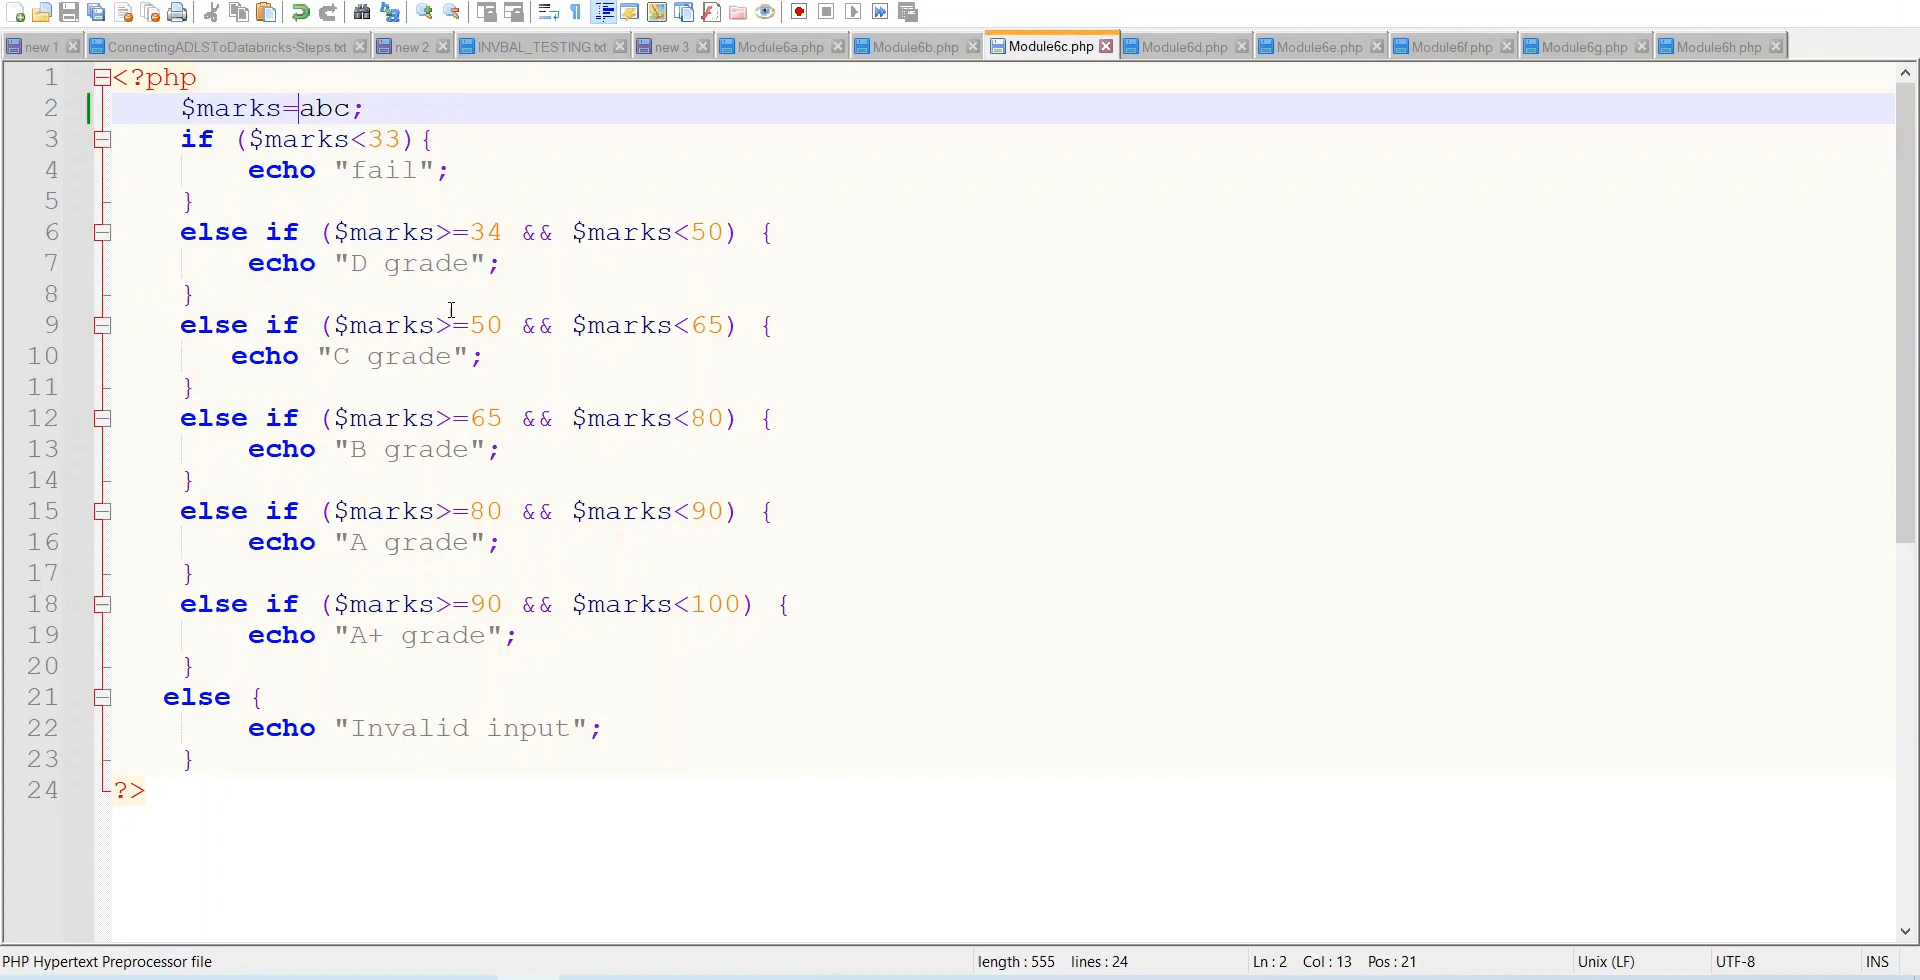 new 1 ConnectingADLSToDatabricks-Steps.txt new 2 INVBAL_TESTING.txt new 3 Module6a.php Module6b.php Module6c.php Module6d.php Module6e.php Module6f.php Module6g.php Module6h.php
1 <?php
2 $marks=abc;
3 if ($marks<33){
4 echo "fail";
5 }
6 else if ($marks>=34 && $marks<50) {
7 echo "D grade";
8 }
9 else if ($marks>=50 && $marks<65) {
10 echo "C grade";
11 }
12 else if ($marks>=65 && $marks<80) {
13 echo "B grade";
14 }
15 else if ($marks>=80 && $marks<90) {
16 echo "A grade";
17 }
18 else if ($marks>=90 && $marks<100) {
19 echo "A+ grade";
20 }
21 else {
22 echo "Invalid input";
23 }
24 ?>
PHP Hypertext Preprocessor file length : 555 lines : 24 Ln : 2 Col : 13 Pos : 21 Unix (LF) UTF-8 INS